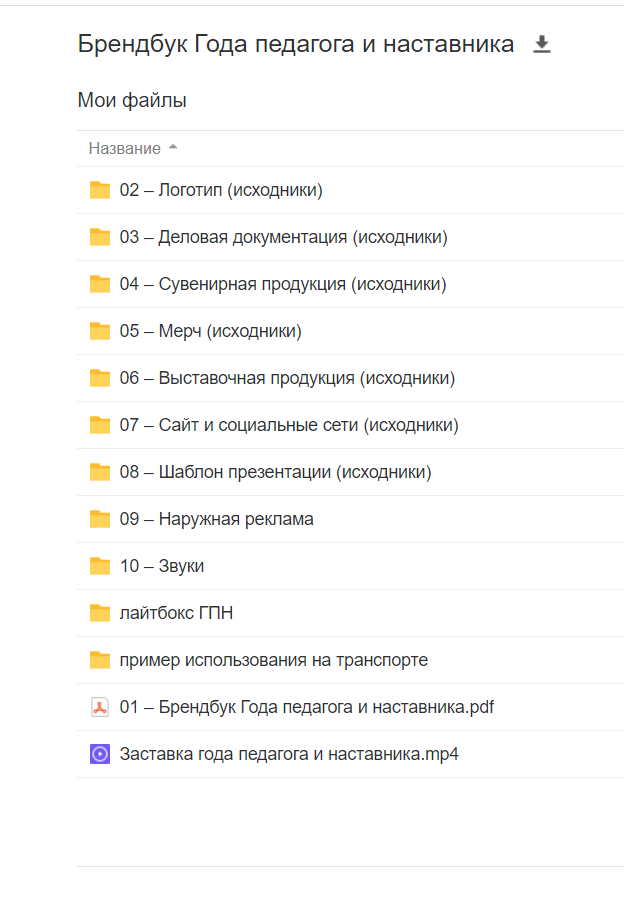 Брендбук Года педагога и наставника
Мои файлы
Название
02 – Логотип (исходники)
03 – Деловая документация (исходники)
04 – Сувенирная продукция (исходники)
05 – Мерч (исходники)
06 – Выставочная продукция (исходники)
07 – Сайт и социальные сети (исходники)
08 – Шаблон презентации (исходники)
09 – Наружная реклама
10 – Звуки
лайтбокс ГПН
пример использования на транспорте
01 – Брендбук Года педагога и наставника.pdf
Заставка года педагога и наставника.mp4